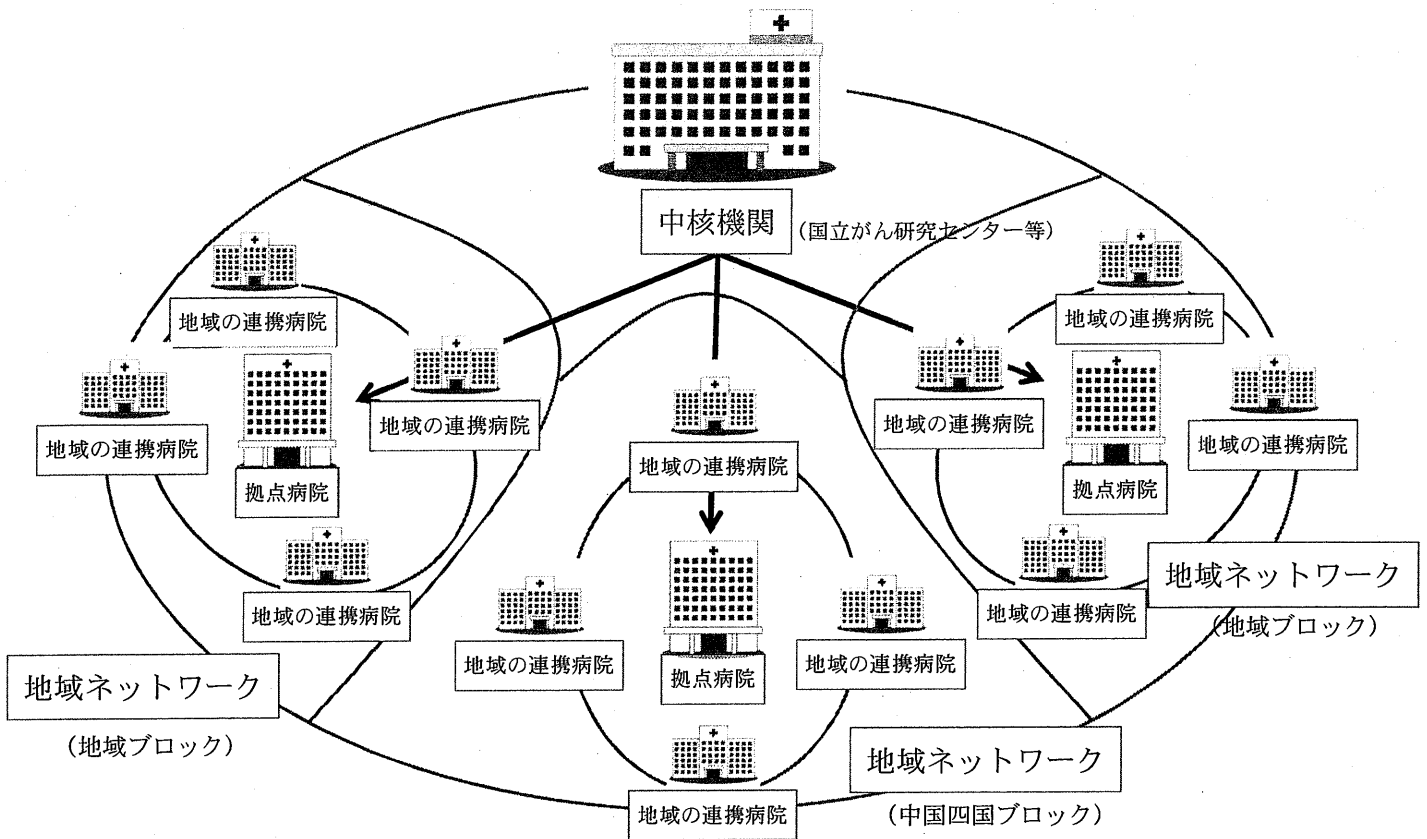 中核機関
(国立がん研究センター等)
地域の連携病院
地域の連携病院
地域の連携病院
拠点病院
地域の連携病院
地域ネットワーク
(地域ブロック)
地域の連携病院
地域の連携病院
拠点病院
地域の連携病院
地域の連携病院
地域ネットワーク
(中国四国ブロック)
地域の連携病院
地域の連携病院
地域の連携病院
拠点病院
地域の連携病院
地域ネットワーク
(地域ブロック)